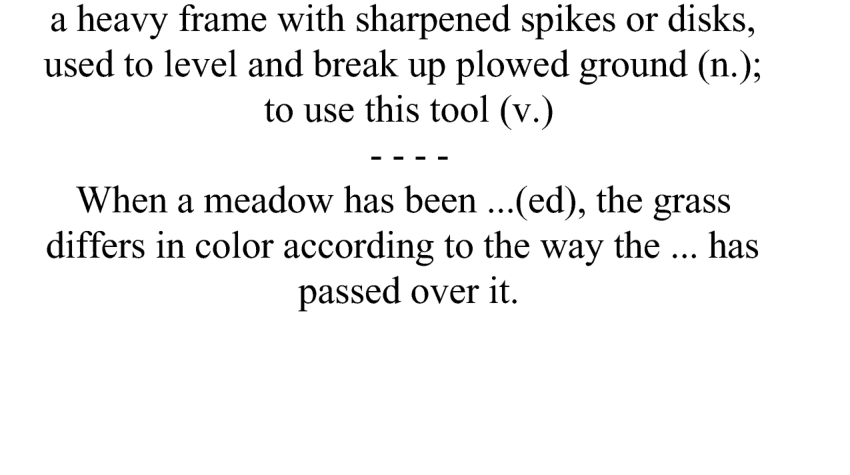 a heavy frame with sharpened spikes or disks,
used to level and break up plowed ground (n.);
to use this tool (v.)
- - - -
When a meadow has been ...(ed), the grass
differs in color according to the way the ... has
passed over it.